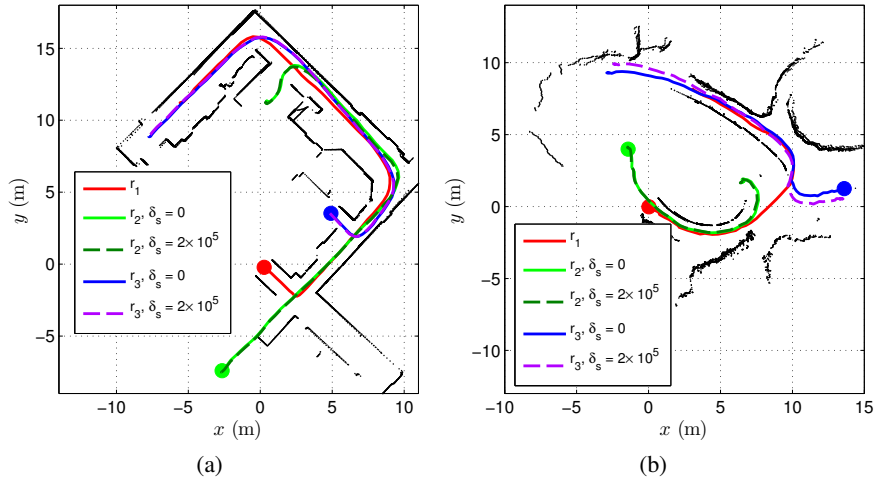 15
10
5
0
−5
−10
−5
0
5
10
y (m)
x (m)
r1
r2, δs = 0
r2, δs = 2× 10^5
r3, δs = 0
r3, δs = 2× 10^5
(a)
10
5
0
−5
−10
−10
−5
0
5
10
15
y (m)
x (m)
r1
r2, δs = 0
r2, δs = 2× 10^5
r3, δs = 0
r3, δs = 2× 10^5
(b)